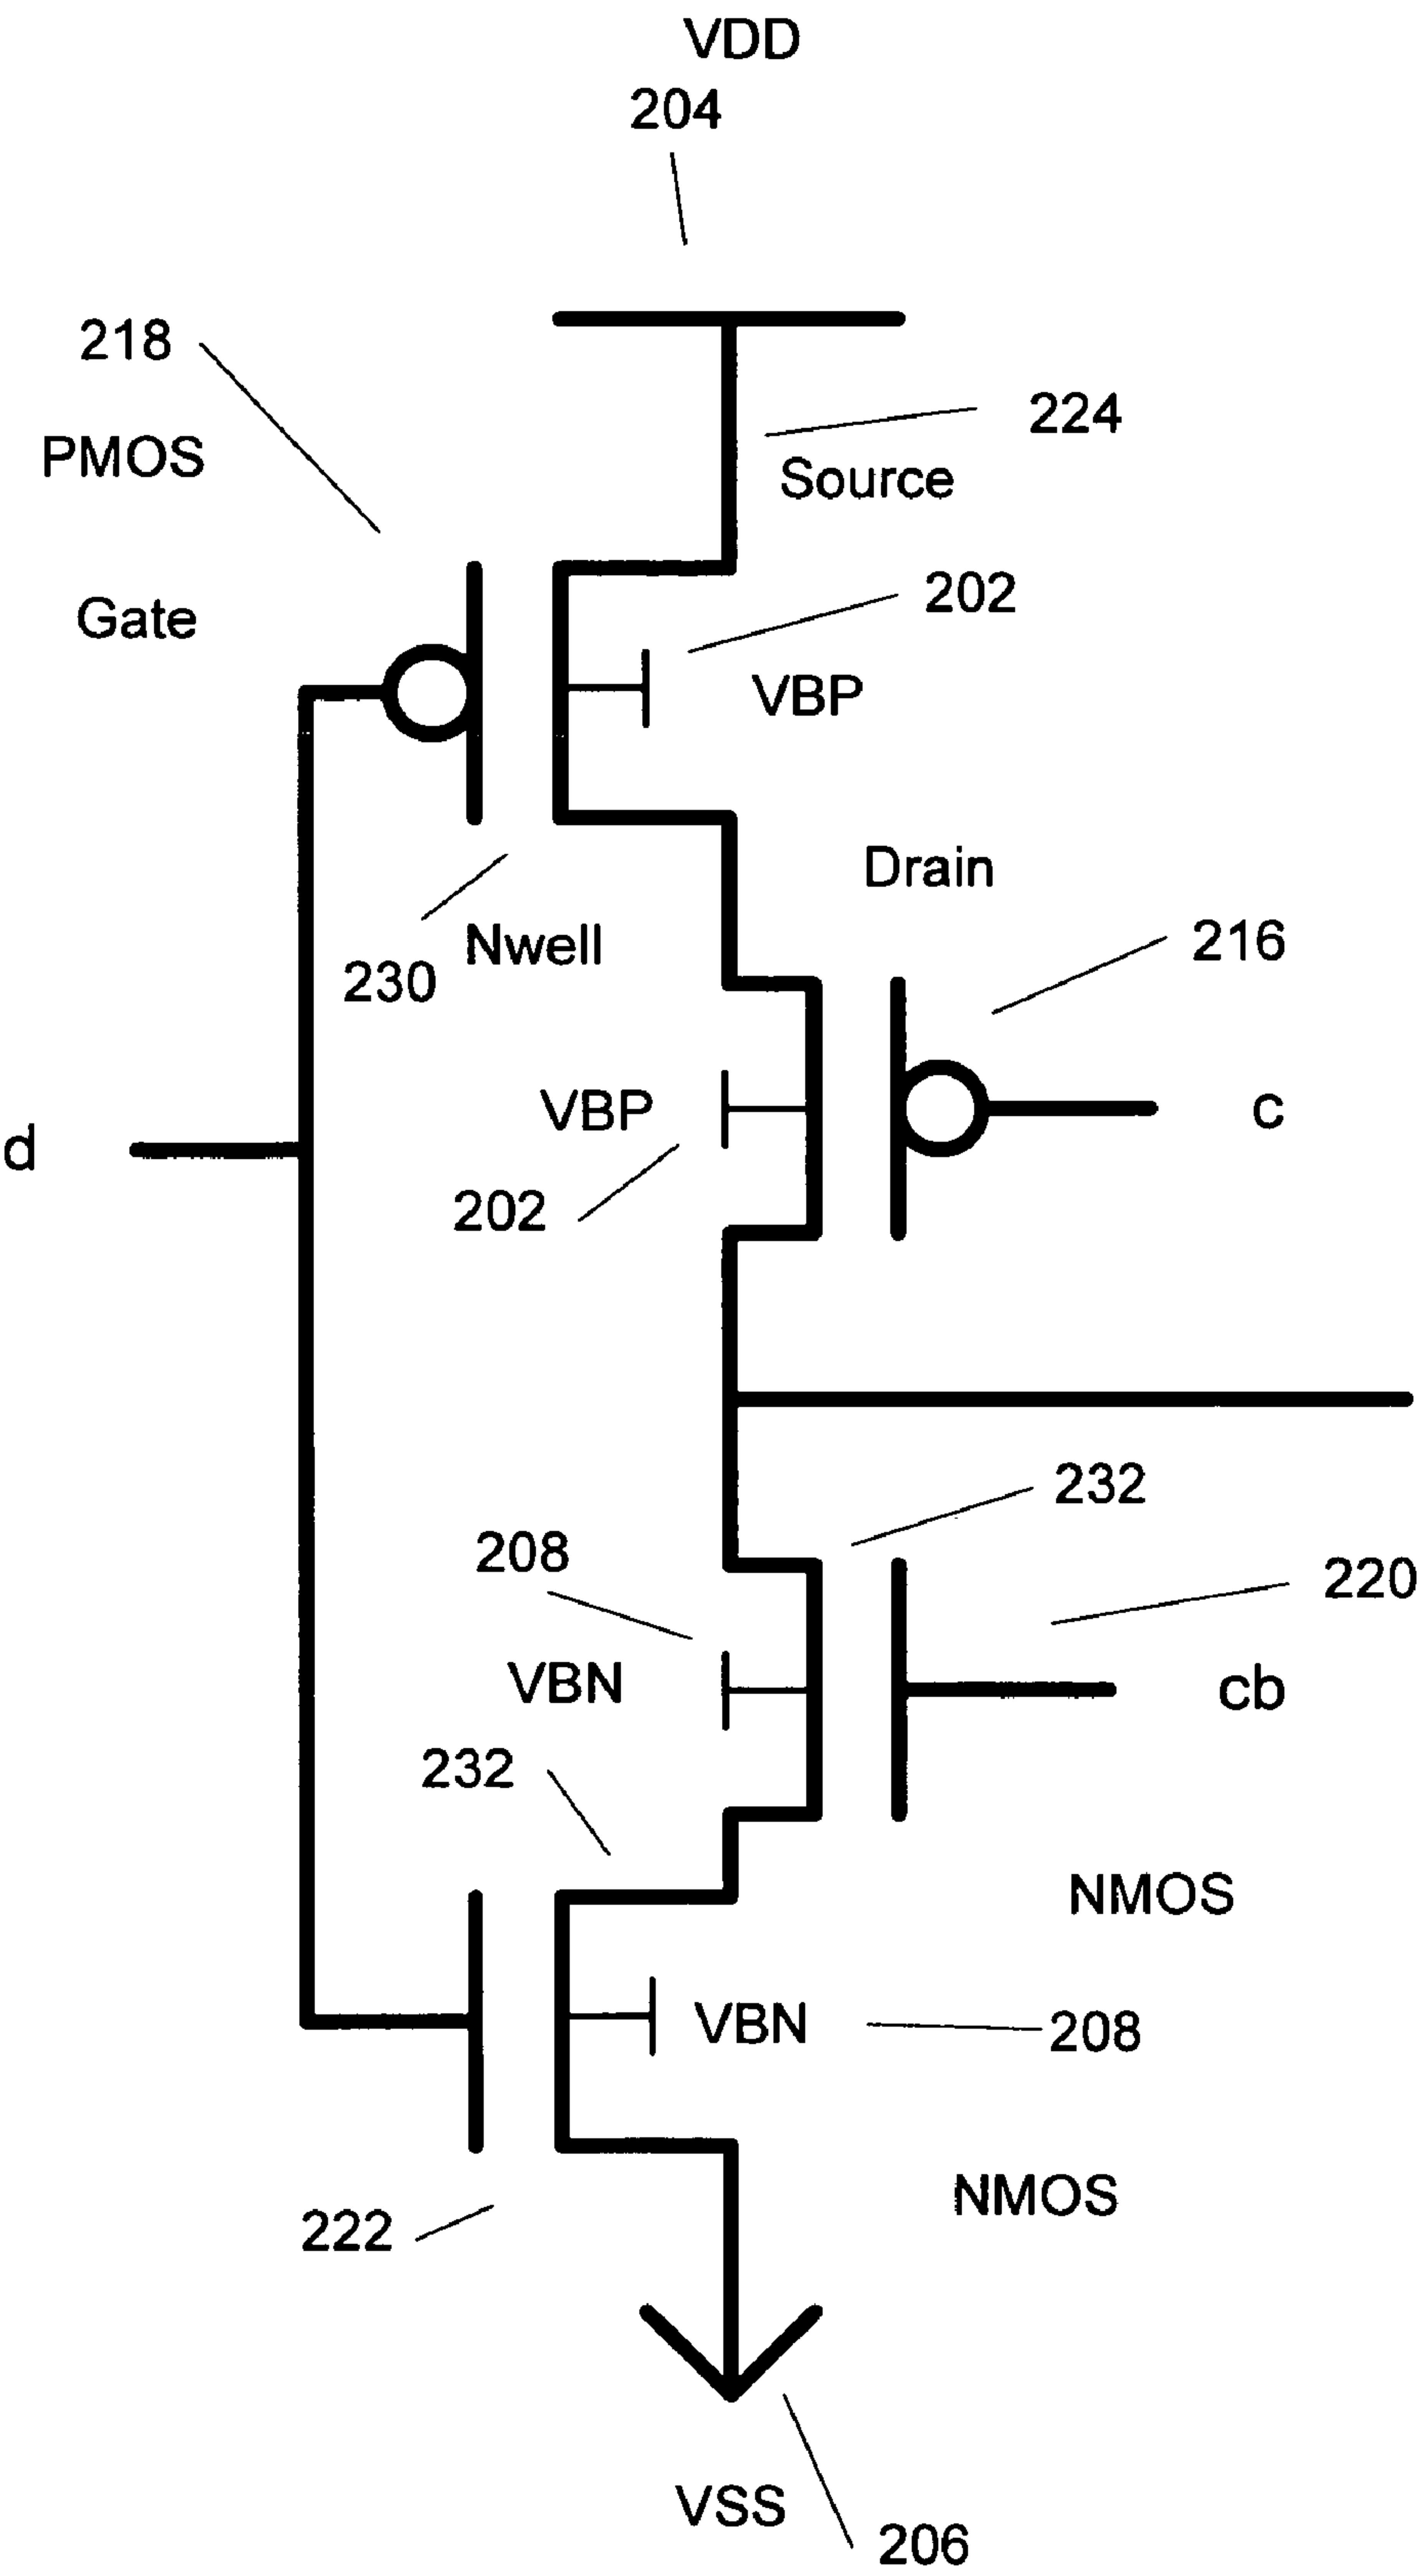 VDD
204
218
224
PMOS
Source
202
Gate
VBP
Drain
216
Nwell
230
VBP
c
d
202
232
208
220
VBN
cb
232
NMOS
VBN
208
NMOS
222
VSS
206